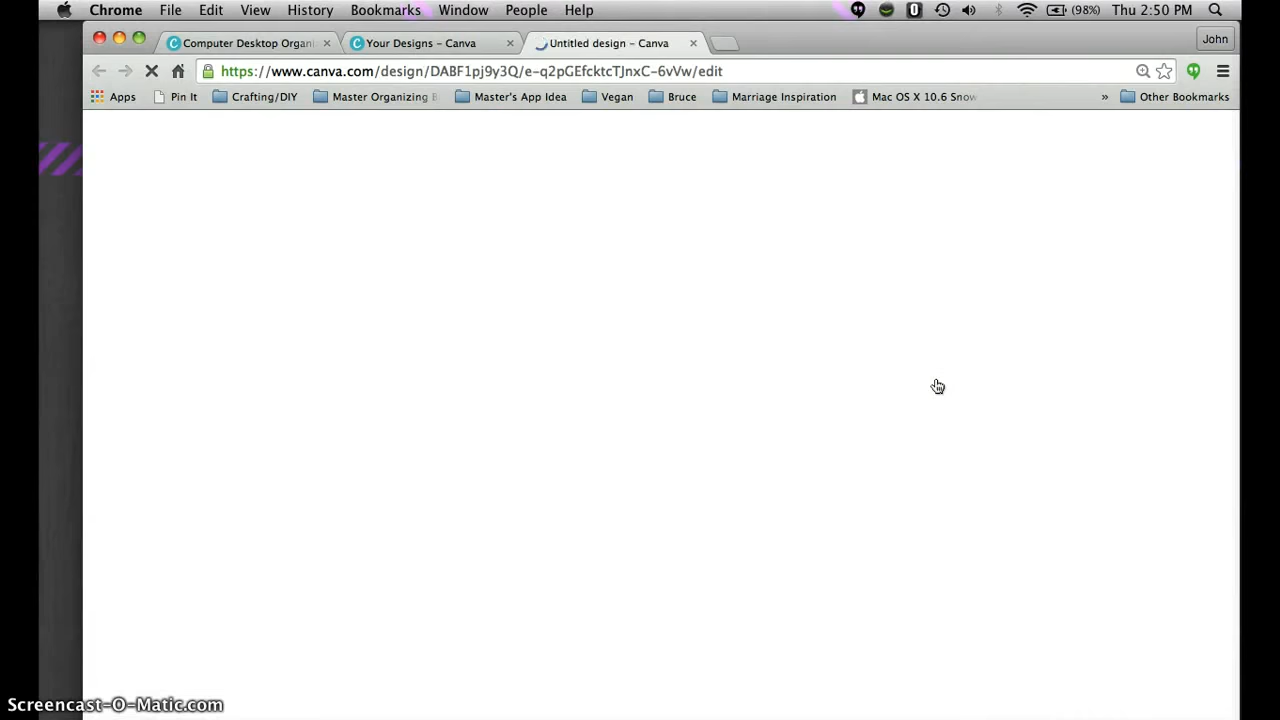 Chrome File Edit View History Bookmarks Window People Help (98%) Thu 2:50 PM
Computer Desktop Organi Your Designs – Canva Untitled design – Canva John
https://www.canva.com/design/DABF1pj9y3Q/e-q2pGEfcktcTJnxC-6vVw/edit
Apps Pin It Crafting/DIY Master Organizing B Master's App Idea Vegan Bruce Marriage Inspiration Mac OS X 10.6 Snow » Other Bookmarks
Screencast-O-Matic.com